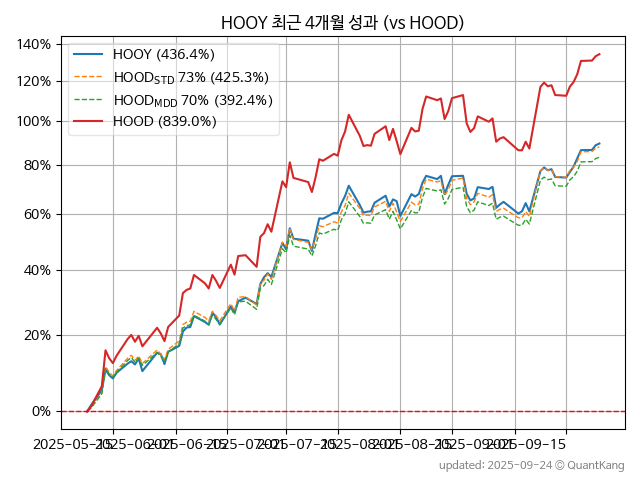 HOOY 최근 4개월 성과 (vs HOOD)
HOOY (436.4%)
HOOD_STD 73% (425.3%)
HOOD_MDD 70% (392.4%)
HOOD (839.0%)
140%
120%
100%
80%
60%
40%
20%
0%
2025-05-15
2025-06-01
2025-06-15
2025-07-01
2025-07-15
2025-08-01
2025-08-15
2025-09-01
2025-09-15
updated: 2025-09-24 © QuantKang